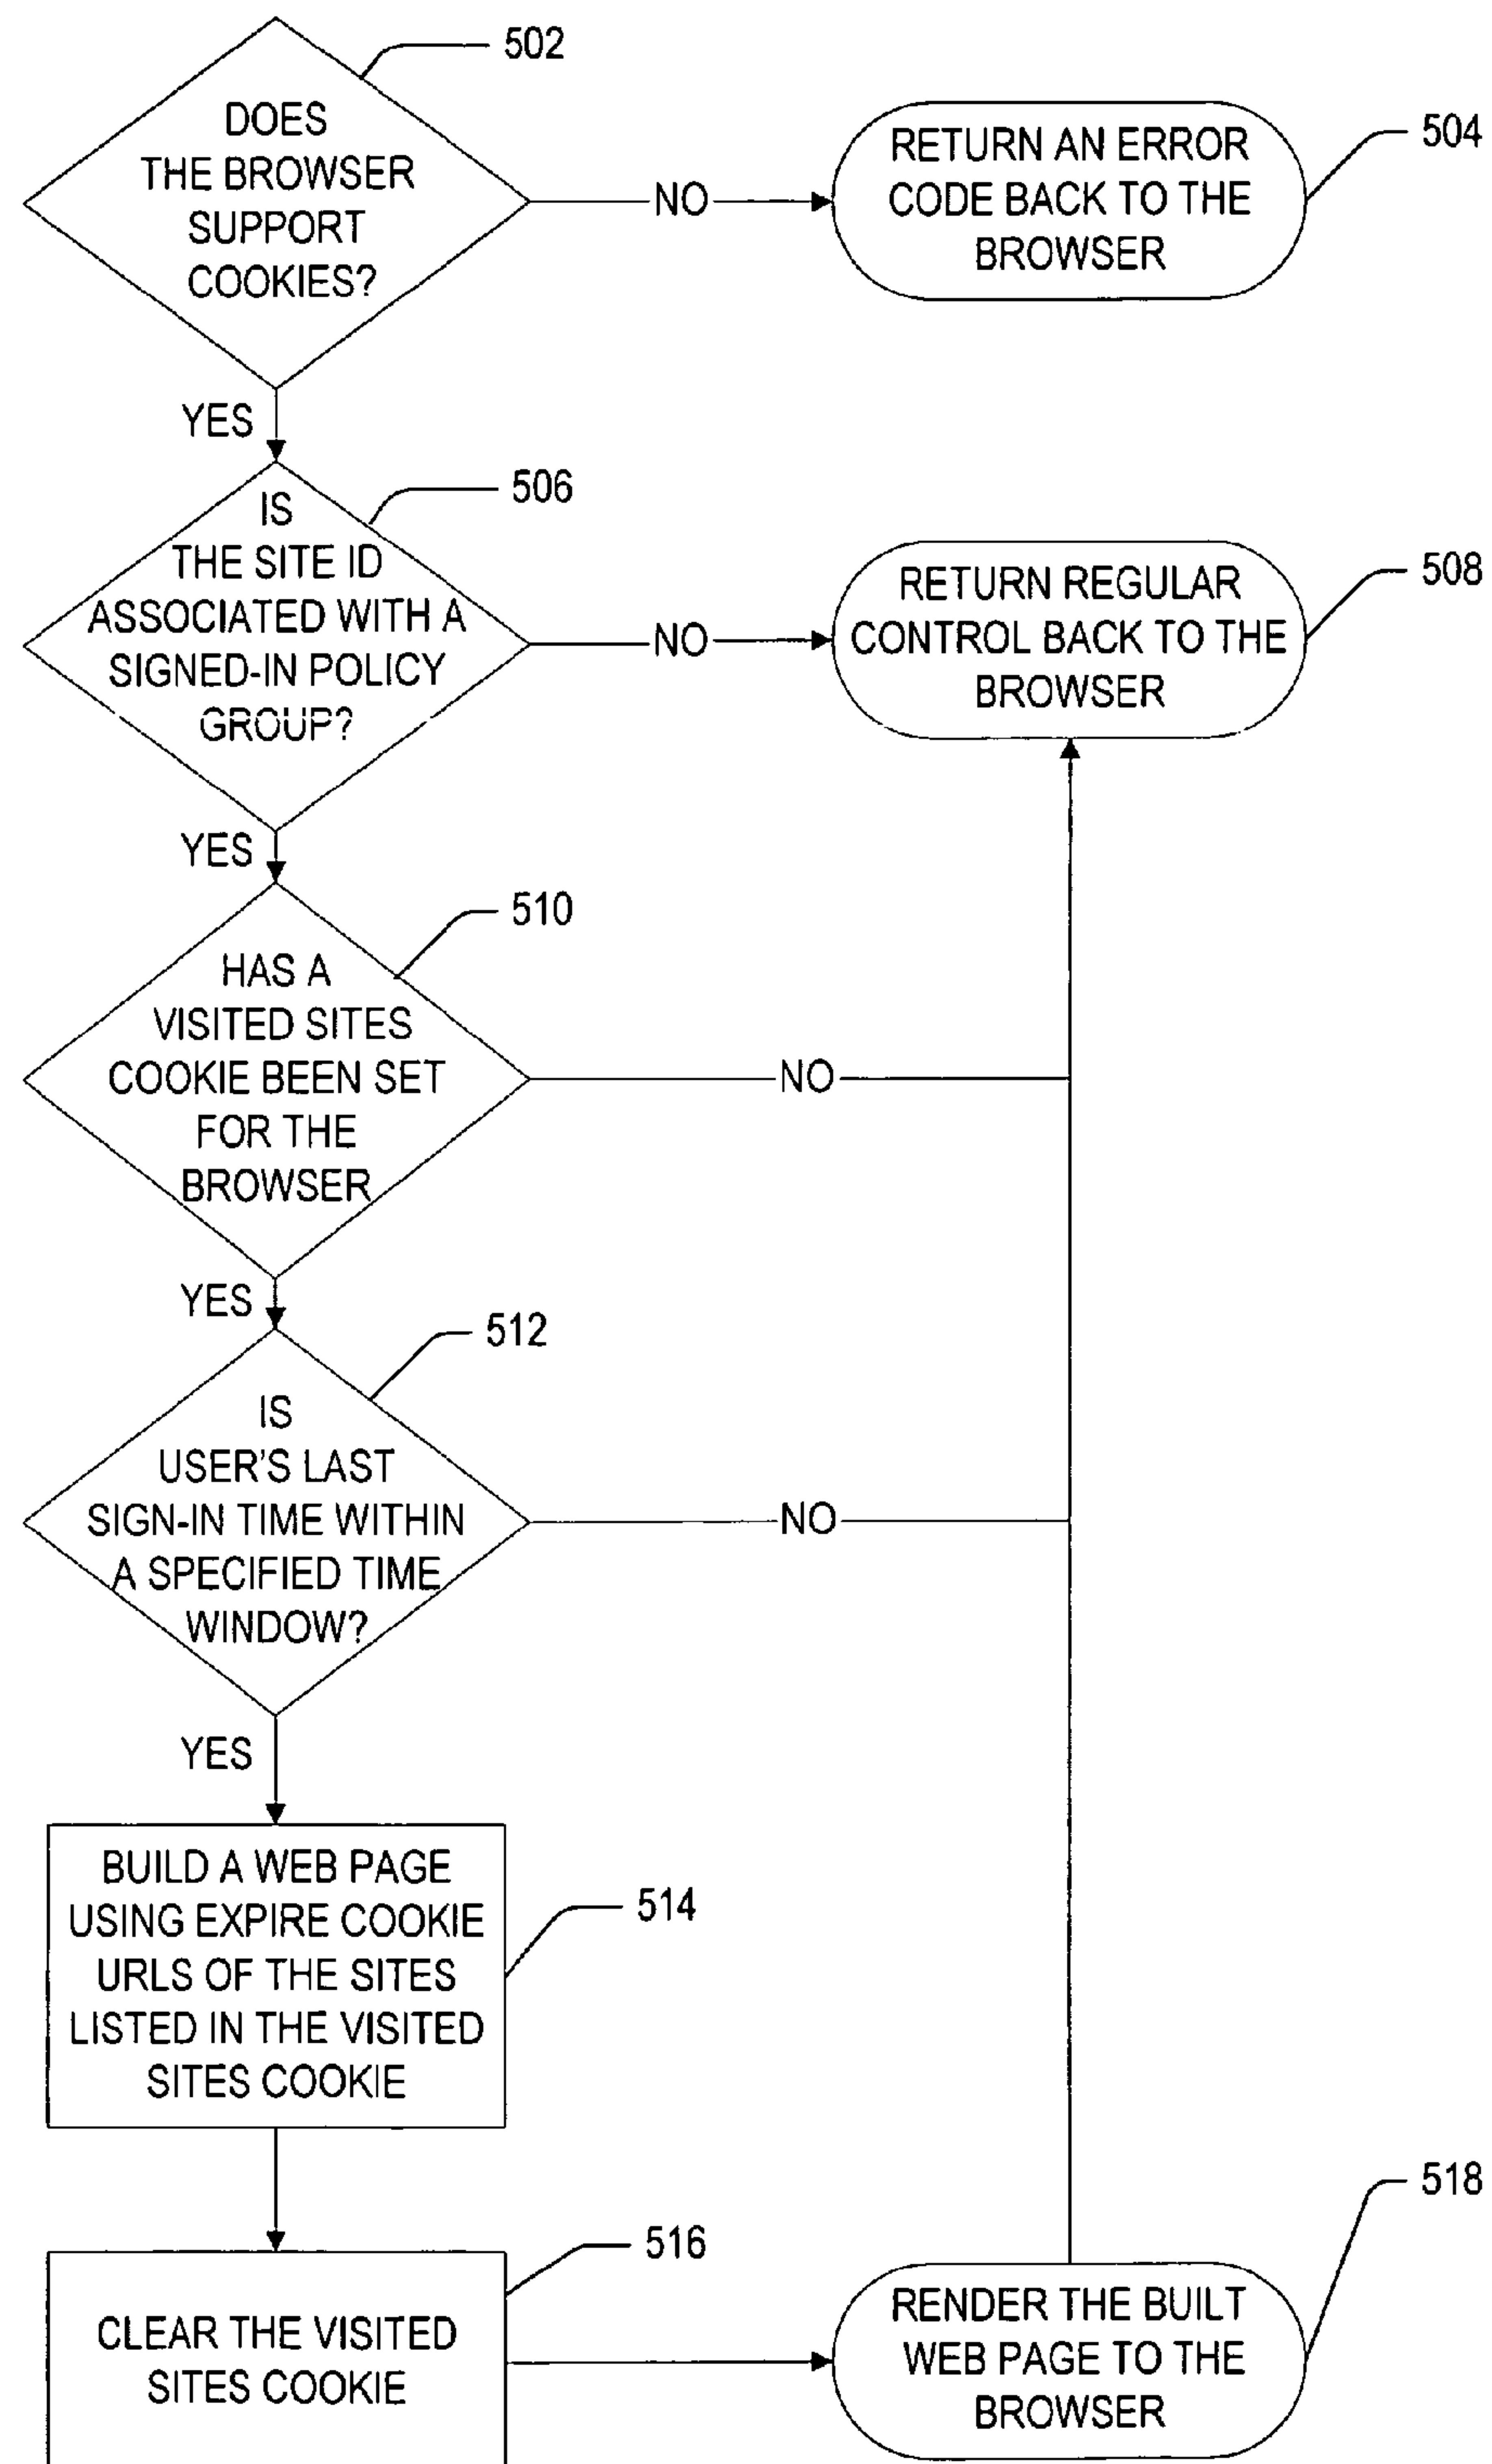 502
DOES
THE BROWSER
SUPPORT
COOKIES?
NO
RETURN AN ERROR
CODE BACK TO THE
BROWSER
504
YES
506
IS
THE SITE ID
ASSOCIATED WITH A
SIGNED-IN POLICY
GROUP?
NO
RETURN REGULAR
CONTROL BACK TO THE
BROWSER
508
YES
510
HAS A
VISITED SITES
COOKIE BEEN SET
FOR THE
BROWSER
NO
YES
512
IS
USER'S LAST
SIGN-IN TIME WITHIN
A SPECIFIED TIME
WINDOW?
NO
YES
BUILD A WEB PAGE
USING EXPIRE COOKIE
URLS OF THE SITES
LISTED IN THE VISITED
SITES COOKIE
514
516
CLEAR THE VISITED
SITES COOKIE
518
RENDER THE BUILT
WEB PAGE TO THE
BROWSER